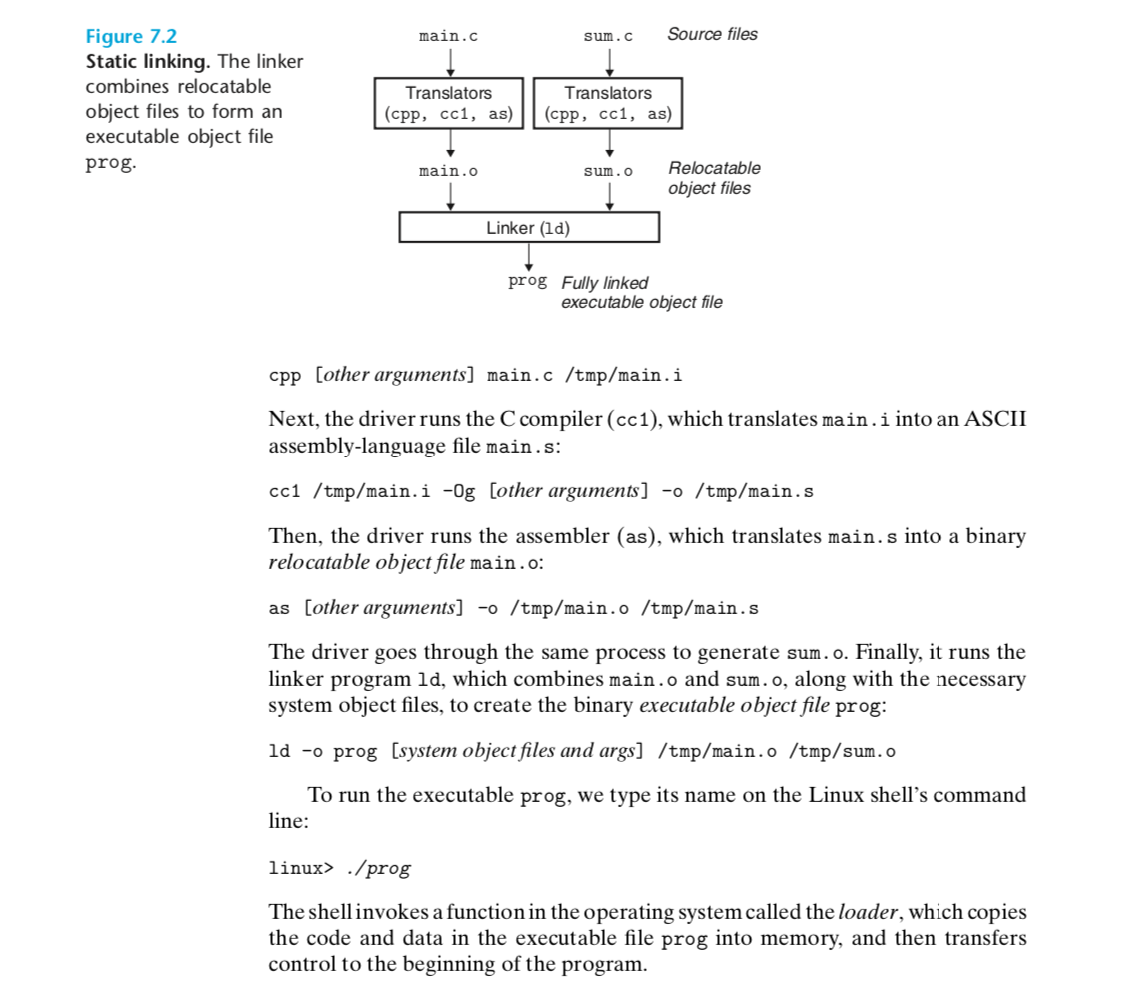 Figure 7.2
Static linking. The linker
combines relocatable
object files to form an
executable object file
prog.
main.c sum.c Source files
Translators Translators
(cpp, cc1, as) (cpp, cc1, as)
main.o sum.o Relocatable
object files
Linker (ld)
prog Fully linked
executable object file
cpp [other arguments] main.c /tmp/main.i
Next, the driver runs the C compiler (cc1), which translates main.i into an ASCII
assembly-language file main.s:
cc1 /tmp/main.i -Og [other arguments] -o /tmp/main.s
Then, the driver runs the assembler (as), which translates main.s into a binary
relocatable object file main.o:
as [other arguments] -o /tmp/main.o /tmp/main.s
The driver goes through the same process to generate sum.o. Finally, it runs the
linker program ld, which combines main.o and sum.o, along with the necessary
system object files, to create the binary executable object file prog:
ld -o prog [system object files and args] /tmp/main.o /tmp/sum.o
To run the executable prog, we type its name on the Linux shell's command
line:
linux> ./prog
The shell invokes a function in the operating system called the loader, which copies
the code and data in the executable file prog into memory, and then transfers
control to the beginning of the program.